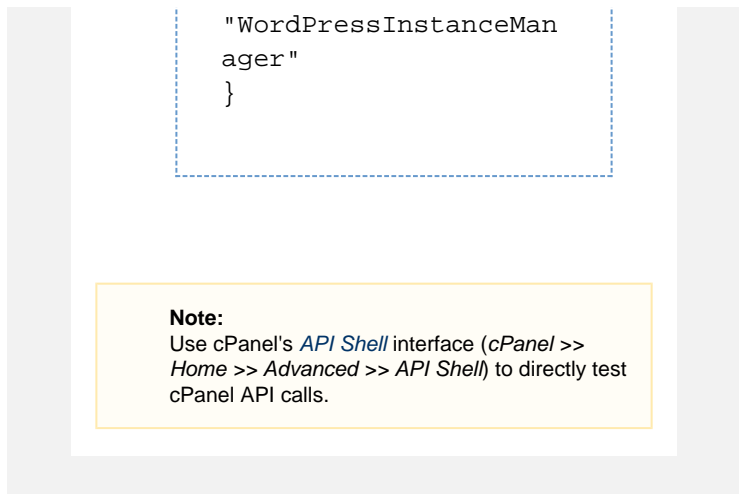 "WordPressInstanceMan
ager"
}
Note:
Use cPanel's API Shell interface (cPanel >>
Home >> Advanced >> API Shell) to directly test
cPanel API calls.